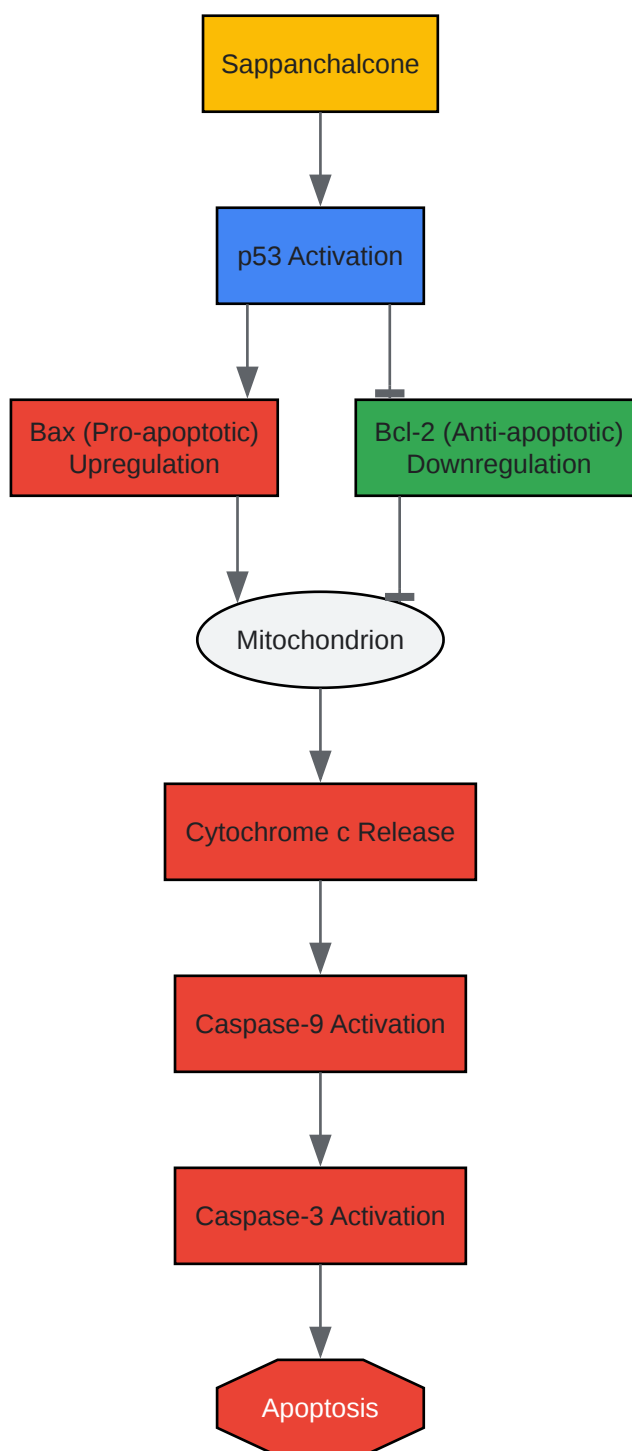 Sappanchalcone
p53 Activation
Bax (Pro-apoptotic)
Upregulation
Bcl-2 (Anti-apoptotic)
Downregulation
Mitochondrion
Cytochrome c Release
Caspase-9 Activation
Caspase-3 Activation
Apoptosis